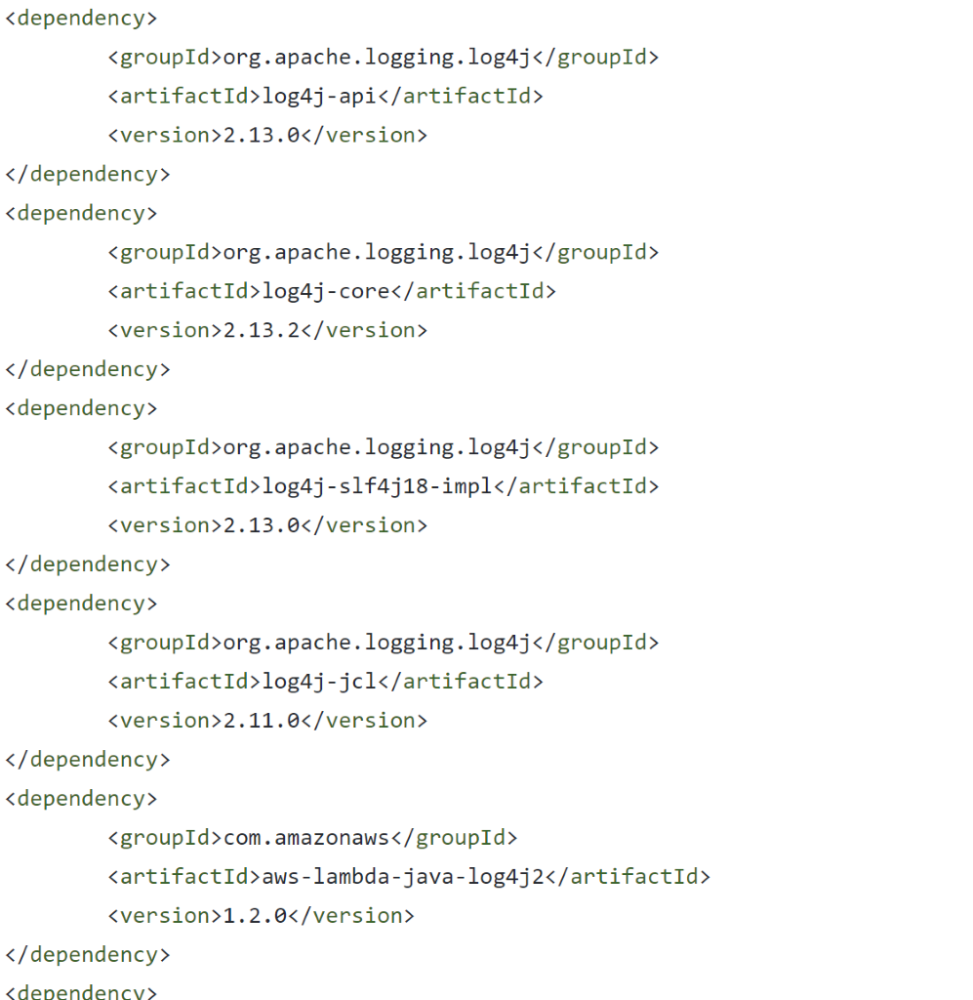 <dependency>
        <groupId>org.apache.logging.log4j</groupId>
        <artifactId>log4j-api</artifactId>
        <version>2.13.0</version>
</dependency>
<dependency>
        <groupId>org.apache.logging.log4j</groupId>
        <artifactId>log4j-core</artifactId>
        <version>2.13.2</version>
</dependency>
<dependency>
        <groupId>org.apache.logging.log4j</groupId>
        <artifactId>log4j-slf4j18-impl</artifactId>
        <version>2.13.0</version>
</dependency>
<dependency>
        <groupId>org.apache.logging.log4j</groupId>
        <artifactId>log4j-jcl</artifactId>
        <version>2.11.0</version>
</dependency>
<dependency>
        <groupId>com.amazonaws</groupId>
        <artifactId>aws-lambda-java-log4j2</artifactId>
        <version>1.2.0</version>
</dependency>
<dependency>